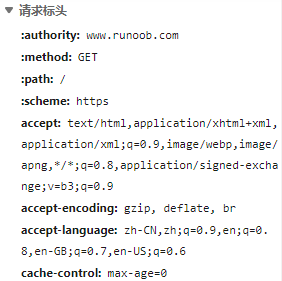 请求标头
:authority: www.runoob.com
:method: GET
:path: /
:scheme: https
accept: text/html,application/xhtml+xml,
application/xml;q=0.9,image/webp,image/
apng,*/*;q=0.8,application/signed-excha
nge;v=b3;q=0.9
accept-encoding: gzip, deflate, br
accept-language: zh-CN,zh;q=0.9,en;q=0.
8,en-GB;q=0.7,en-US;q=0.6
cache-control: max-age=0